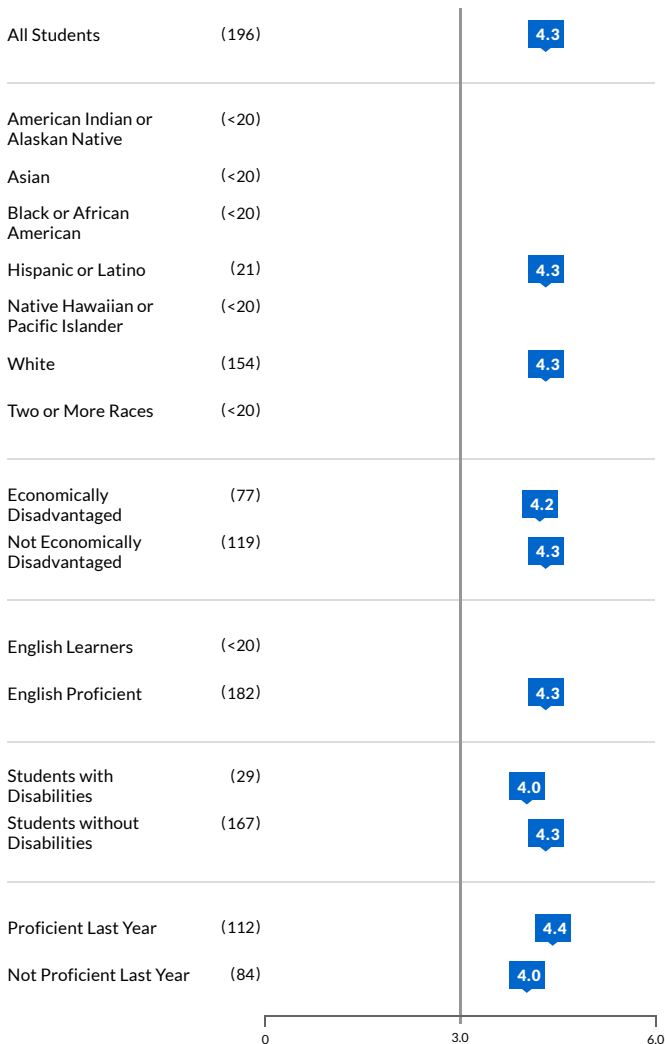 All Students (196) 4.3
American Indian or (<20)
Alaskan Native
Asian (<20)
Black or African (<20)
American
Hispanic or Latino (21) 4.3
Native Hawaiian or (<20)
Pacific Islander
White (154) 4.3
Two or More Races (<20)
Economically (77) 4.2
Disadvantaged
Not Economically (119) 4.3
Disadvantaged
English Learners (<20)
English Proficient (182) 4.3
Students with (29) 4.0
Disabilities
Students without (167) 4.3
Disabilities
Proficient Last Year (112) 4.4
Not Proficient Last Year (84) 4.0
0 3.0 6.0